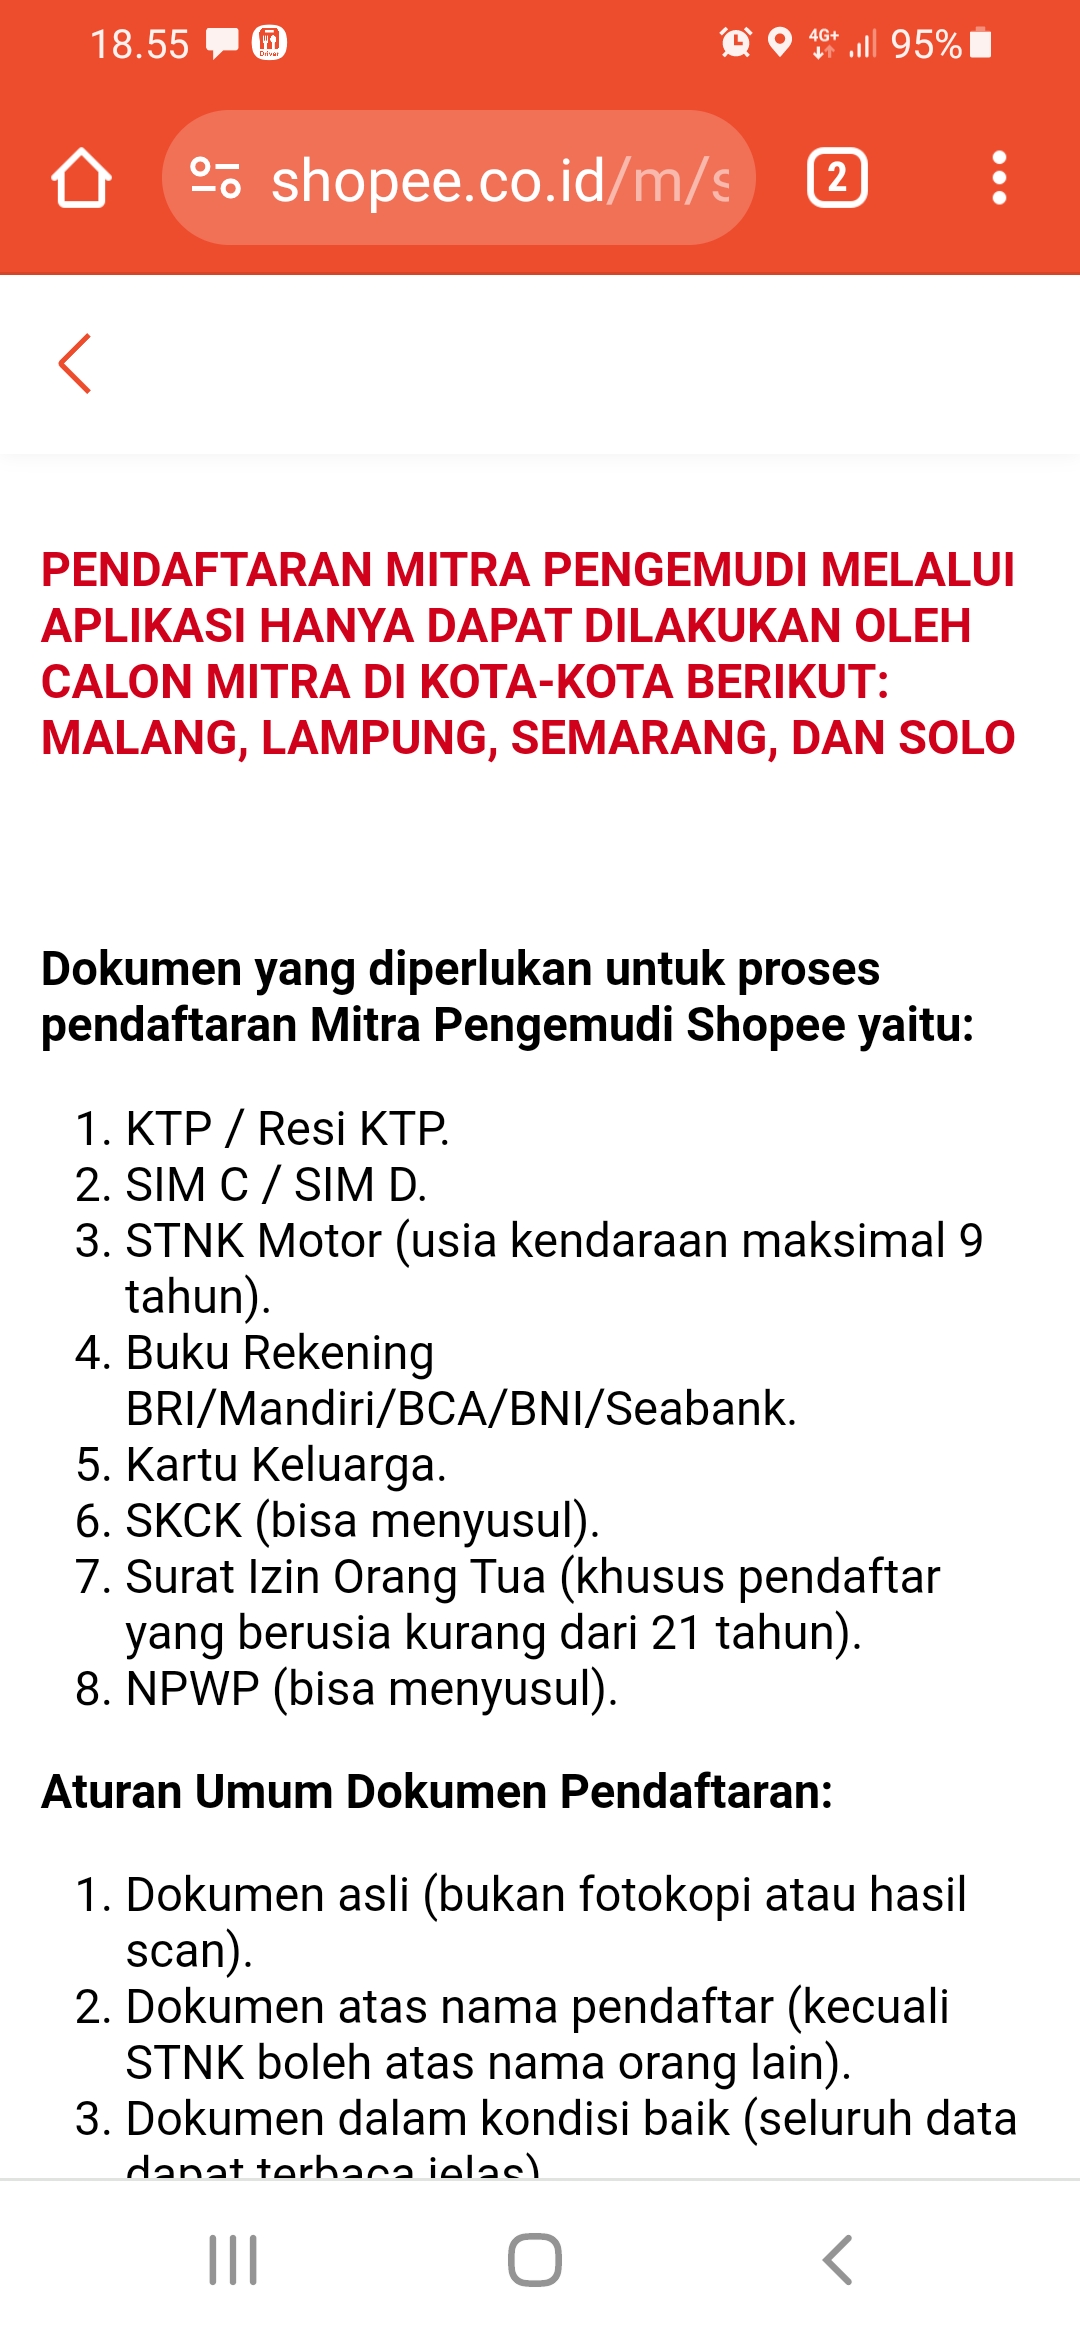 18.55
Driver
4G+
95%
shopee.co.id/m/s
2
PENDAFTARAN MITRA PENGEMUDI MELALUI
APLIKASI HANYA DAPAT DILAKUKAN OLEH
CALON MITRA DI KOTA-KOTA BERIKUT:
MALANG, LAMPUNG, SEMARANG, DAN SOLO
Dokumen yang diperlukan untuk proses
pendaftaran Mitra Pengemudi Shopee yaitu:
1. KTP / Resi KTP.
2. SIM C / SIM D.
3. STNK Motor (usia kendaraan maksimal 9
tahun).
4. Buku Rekening
BRI/Mandiri/BCA/BNI/Seabank.
5. Kartu Keluarga.
6. SKCK (bisa menyusul).
7. Surat Izin Orang Tua (khusus pendaftar
yang berusia kurang dari 21 tahun).
8. NPWP (bisa menyusul).
Aturan Umum Dokumen Pendaftaran:
1. Dokumen asli (bukan fotokopi atau hasil
scan).
2. Dokumen atas nama pendaftar (kecuali
STNK boleh atas nama orang lain).
3. Dokumen dalam kondisi baik (seluruh data
dapat terbaca jelas)